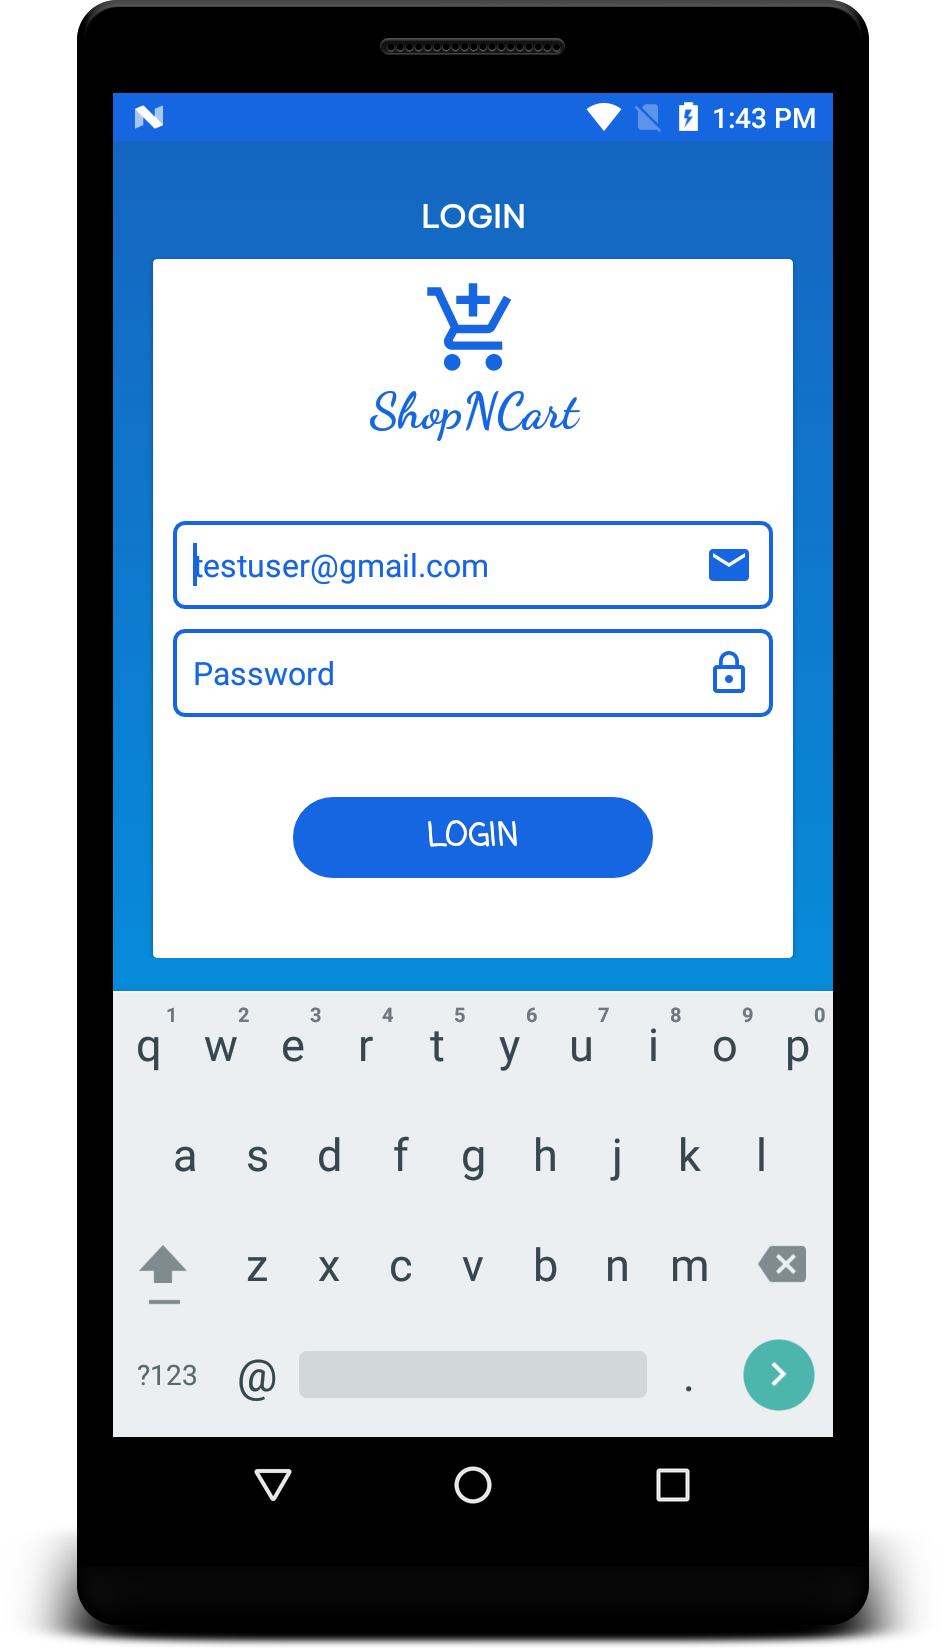 1:43 PM
LOGIN
ShopNCart
testuser@gmail.com
Password
LOGIN
1 2 3 4 5 6 7 8 9 0
q w e r t y u i o p
a s d f g h j k l
z x c v b n m
?123 @ .